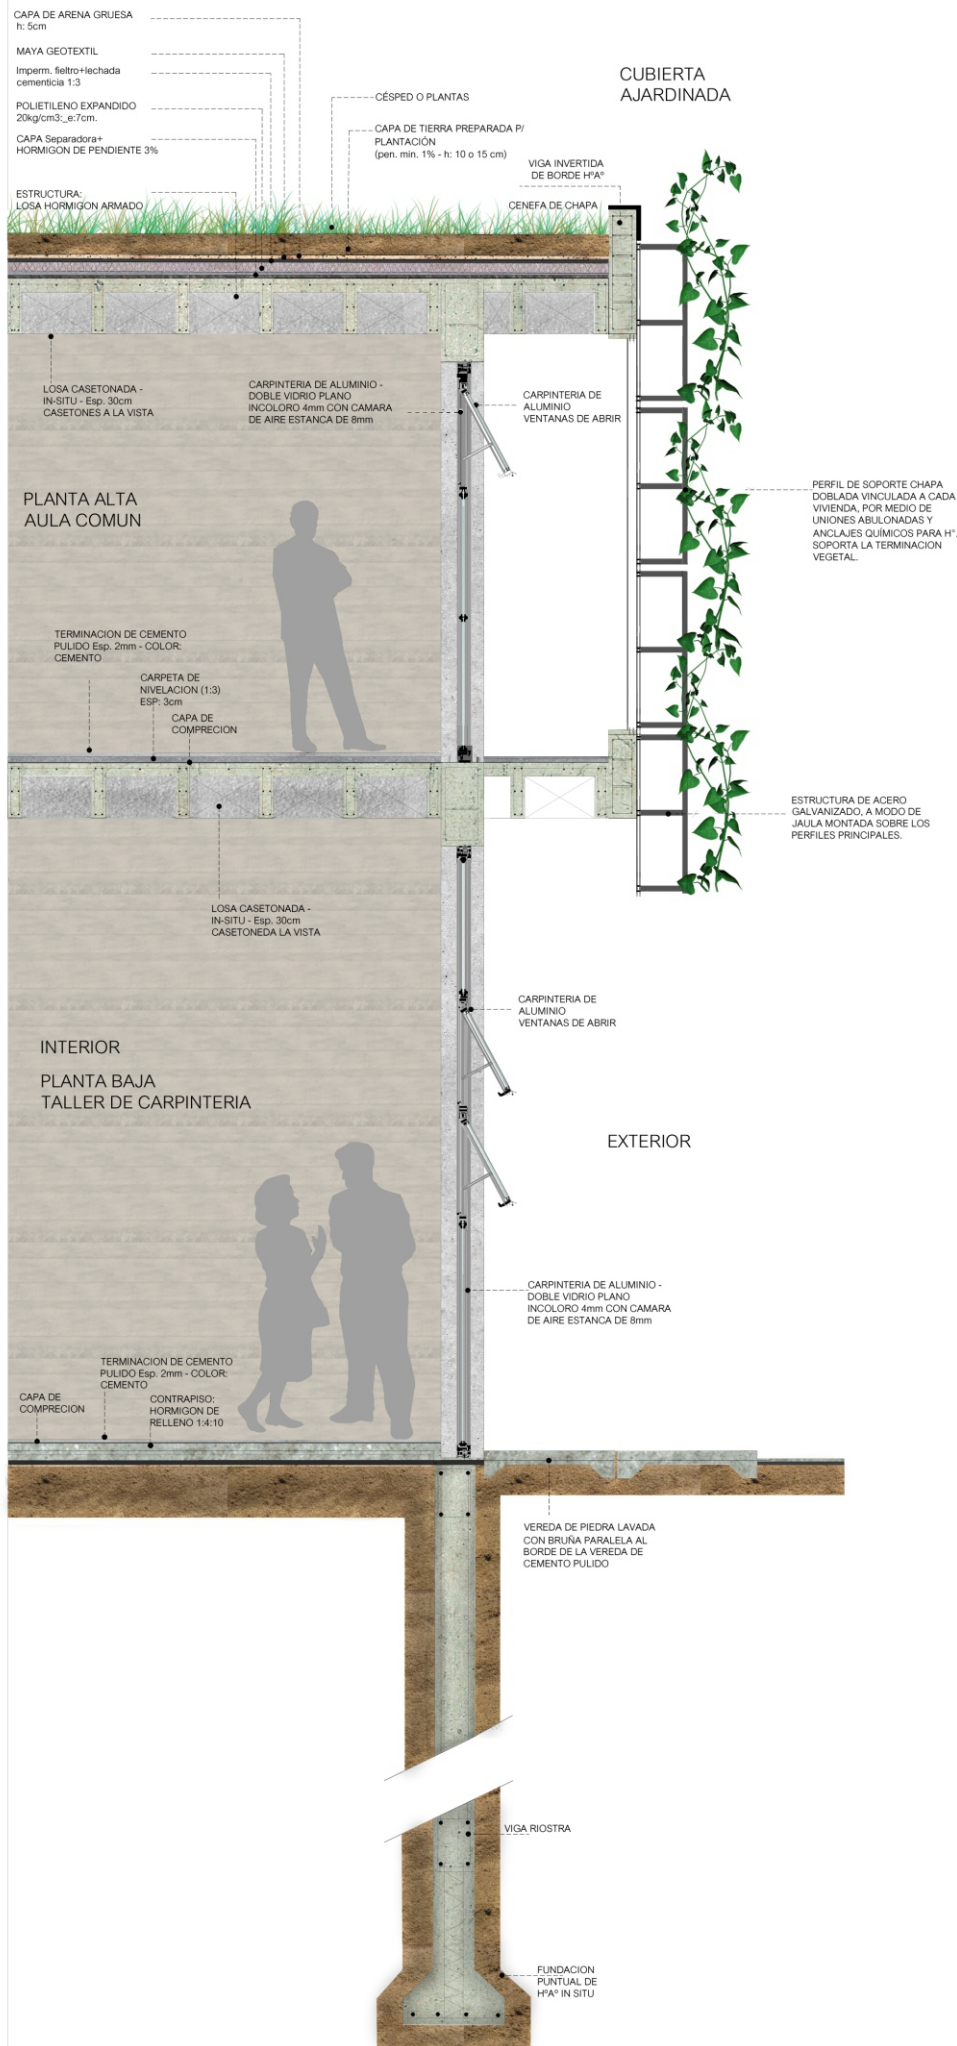 CAPA DE ARENA GRUESA
h: 5cm
MAYA GEOTEXTIL
Imperm. fieltro+lechada
cementicia 1:3
POLIETILENO EXPANDIDO
20kg/cm3:_e:7cm.
CAPA Separadora+
HORMIGON DE PENDIENTE 3%
ESTRUCTURA:
LOSA HORMIGON ARMADO
CÉSPED O PLANTAS
CAPA DE TIERRA PREPARADA P/
PLANTACIÓN
(pen. min. 1% - h: 10 o 15 cm)
CUBIERTA
AJARDINADA
VIGA INVERTIDA
DE BORDE HºAº
CENEFA DE CHAPA
LOSA CASETONADA -
IN-SITU - Esp. 30cm
CASETONES A LA VISTA
CARPINTERIA DE ALUMINIO -
DOBLE VIDRIO PLANO
INCOLORO 4mm CON CAMARA
DE AIRE ESTANCA DE 8mm
CARPINTERIA DE
ALUMINIO
VENTANAS DE ABRIR
PLANTA ALTA
AULA COMUN
PERFIL DE SOPORTE CHAPA
DOBLADA VINCULADA A CADA
VIVIENDA, POR MEDIO DE
UNIONES ABULONADAS Y
ANCLAJES QUÍMICOS PARA Hº.
SOPORTA LA TERMINACION
VEGETAL.
TERMINACION DE CEMENTO
PULIDO Esp. 2mm - COLOR:
CEMENTO
CARPETA DE
NIVELACION (1:3)
ESP: 3cm
CAPA DE
COMPRECION
ESTRUCTURA DE ACERO
GALVANIZADO, A MODO DE
JAULA MONTADA SOBRE LOS
PERFILES PRINCIPALES.
LOSA CASETONADA -
IN-SITU - Esp. 30cm
CASETONEDA LA VISTA
CARPINTERIA DE
ALUMINIO
VENTANAS DE ABRIR
INTERIOR
PLANTA BAJA
TALLER DE CARPINTERIA
EXTERIOR
CARPINTERIA DE ALUMINIO -
DOBLE VIDRIO PLANO
INCOLORO 4mm CON CAMARA
DE AIRE ESTANCA DE 8mm
TERMINACION DE CEMENTO
PULIDO Esp. 2mm - COLOR:
CEMENTO
CAPA DE
COMPRECION
CONTRAPISO:
HORMIGON DE
RELLENO 1:4:10
VEREDA DE PIEDRA LAVADA
CON BRUÑA PARALELA AL
BORDE DE LA VEREDA DE
CEMENTO PULIDO
VIGA RIOSTRA
FUNDACION
PUNTUAL DE
HºAº IN SITU